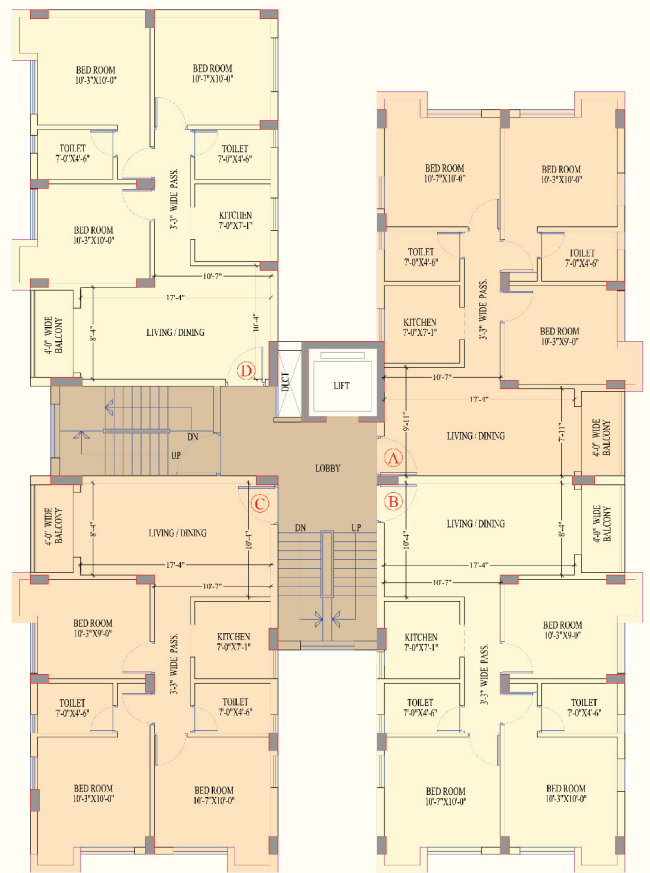 BED ROOM
10'-3"X10'-0"
BED ROOM
10'-7"X10'-0"
TOILET
7'-0"X4'-6"
TOILET
7'-0"X4'-6"
3'-3" WIDE PASS.
BED ROOM
10'-3"X10'-0"
KITCHEN
7'-0"X7'-1"
10'-7"
17'-4"
4'-0" WIDE
BALCONY
8'-4"
LIVING / DINING
10'-4"
D
BED ROOM
10'-7"X10'-0"
BED ROOM
10'-3"X10'-0"
TOILET
7'-0"X4'-6"
TOILET
7'-0"X4'-6"
3'-3" WIDE PASS.
KITCHEN
7'-0"X7'-1"
BED ROOM
10'-3"X9'-0"
10'-7"
17'-4"
9'-11"
LIVING / DINING
7'-11"
4'-0" WIDE
BALCONY
A
DUCT
LIFT
DN
UP
LOBBY
DN
UP
C
B
4'-0" WIDE
BALCONY
8'-4"
LIVING / DINING
10'-4"
17'-4"
10'-7"
BED ROOM
10'-3"X9'-0"
KITCHEN
7'-0"X7'-1"
3'-3" WIDE PASS.
TOILET
7'-0"X4'-6"
TOILET
7'-0"X4'-6"
BED ROOM
10'-3"X10'-0"
BED ROOM
10'-7"X10'-0"
LIVING / DINING
10'-4"
8'-4"
4'-0" WIDE
BALCONY
17'-4"
10'-7"
KITCHEN
7'-0"X7'-1"
BED ROOM
10'-3"X9-0"
3'-3" WIDE PASS.
TOILET
7'-0"X4'-6"
TOILET
7'-0"X4'-6"
BED ROOM
10'-7"X10'-0"
BED ROOM
10'-3"X10'-0"